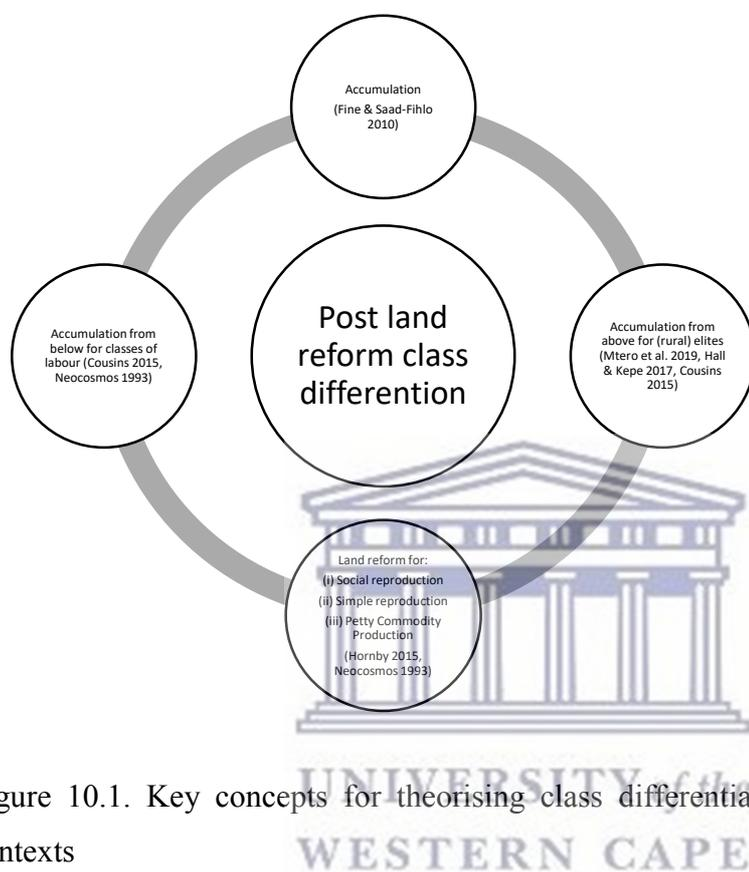 Accumulation
(Fine & Saad-Fihlo
2010)
Accumulation from
below for classes of
labour (Cousins 2015,
Neocosmos 1993)
Post land
reform class
differention
Accumulation from
above for (rural) elites
(Mtero et al. 2019, Hall
& Kepe 2017, Cousins
2015)
Land reform for:
(i) Social reproduction
(ii) Simple reproduction
(iii) Petty Commodity
Production
(Hornby 2015,
Neocosmos 1993)
gure 10.1. Key concepts for theorising class differentia
ntexts
UNIVERSITY of the
WESTERN CAPE